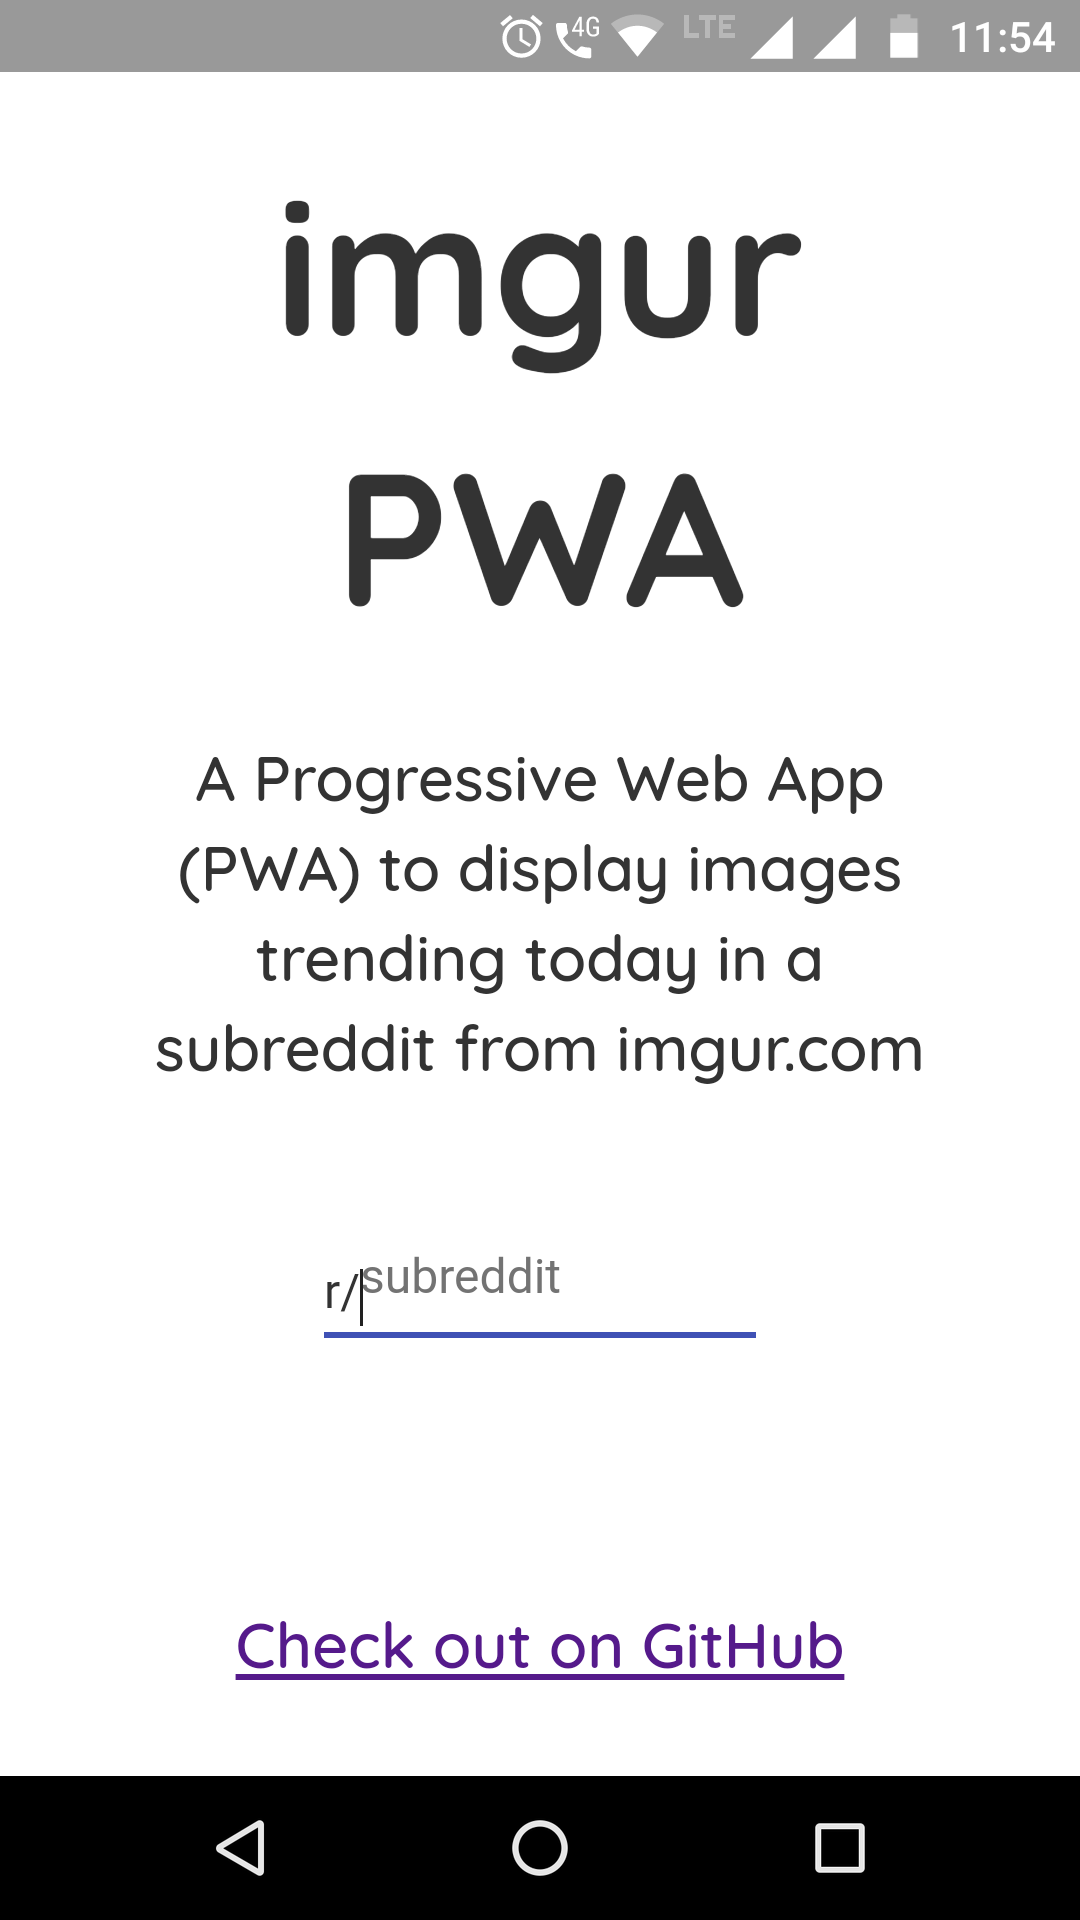 4G LTE 11:54
imgur
PWA
A Progressive Web App
(PWA) to display images
trending today in a
subreddit from imgur.com
r/subreddit
Check out on GitHub